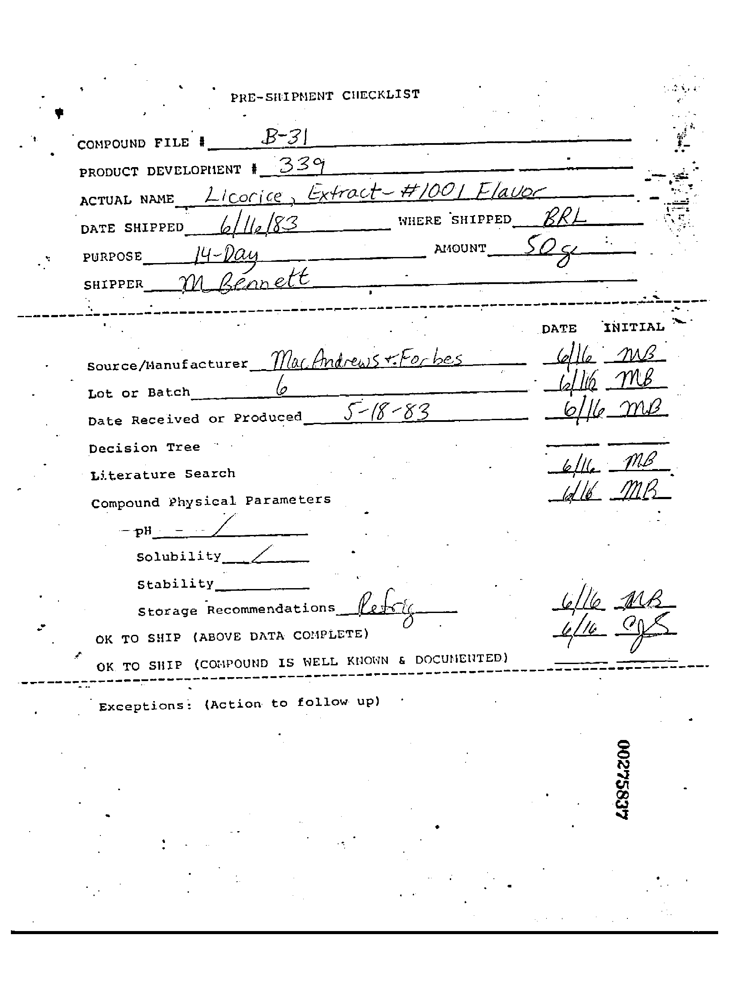 PRE-SHIPMENT CHECKLIST
COMPOUND FILE # B-31
PRODUCT DEVELOPMENT # 339
ACTUAL NAME Licorice, Extract-#1001 Flavor
DATE SHIPPED 6/16/83 WHERE SHIPPED BRL
PURPOSE 14-Day AMOUNT 50g
SHIPPER M Bennett
DATE INITIAL
Source/Manufacturer MacAndrews + Forbes 6/16 MB
Lot or Batch 6 6/16 MB
Date Received or Produced 5-18-83 6/16 MB
Decision Tree
Literature Search 6/16 MB
Compound Physical Parameters 6/16 MB
- pH - - /
Solubility /
Stability
Storage Recommendations Refrig 6/16 MB
OK TO SHIP (ABOVE DATA COMPLETE) 6/16 CJS
OK TO SHIP (COMPOUND IS WELL KNOWN & DOCUMENTED)
Exceptions: (Action to follow up)
00275837